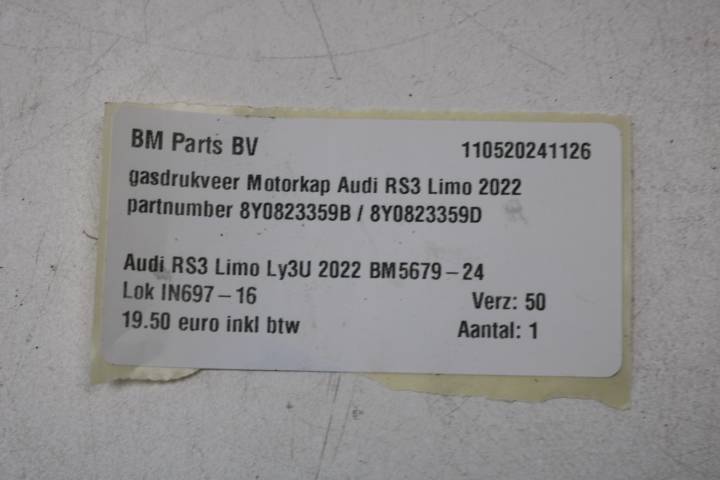 BM Parts BV 110520241126
gasdrukveer Motorkap Audi RS3 Limo 2022
partnumber 8Y0823359B / 8Y0823359D
Audi RS3 Limo Ly3U 2022 BM5679-24
Lok IN697-16 Verz: 50
19.50 euro inkl btw Aantal: 1